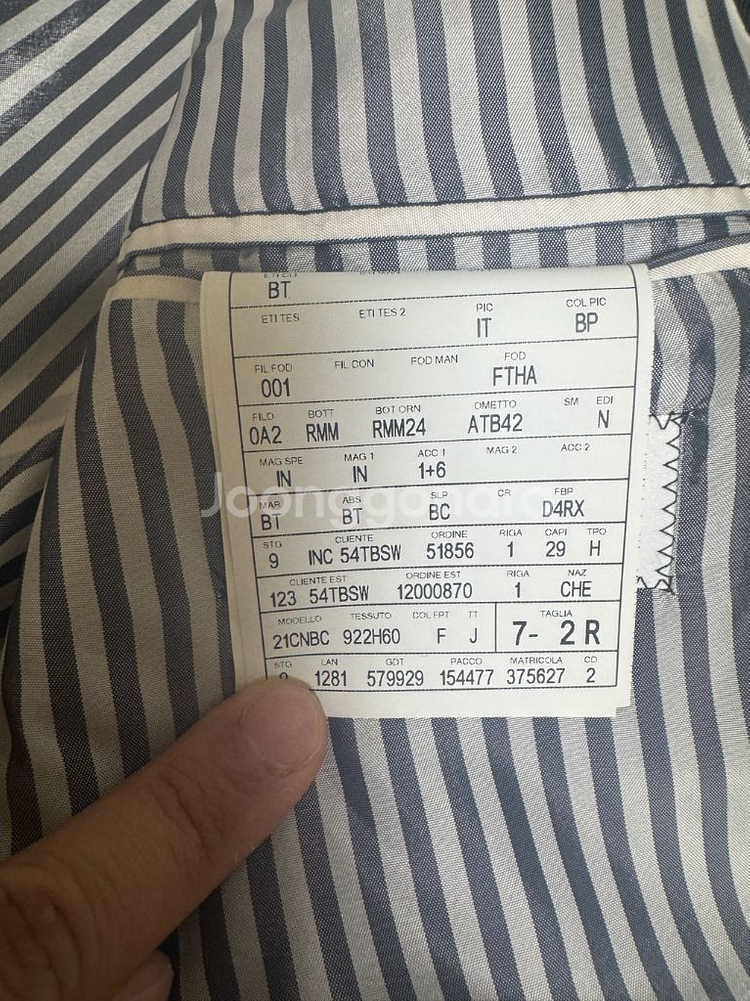 BT
ETI TES ETI TES 2 PIC COL PIC
IT BP
FIL FOD FIL CON FOD MAN FOD
001 FTHA
FILO BOTT BOT ORN OMETTO SM EDI
0A2 RMM RMM24 ATB42 N
MAG SPE MAG 1 ACC 1 MAG 2 ACC 2
IN IN 1+6
Joonggonara
MAR ABS SLP CR FBP
BT BT BC D4RX
STG CLIENTE ORDINE RIGA CAPI TPO
9 INC 54TBSW 51856 1 29 H
CLIENTE EST ORDINE EST RIGA NAZ
123 54TBSW 12000870 1 CHE
MODELLO TESSUTO COL FPT TT TAGLIA
21CNBC 922H60 F J 7- 2 R
STG LAN GDT PACCO MATRICOLA CD
1281 579929 154477 375627 2